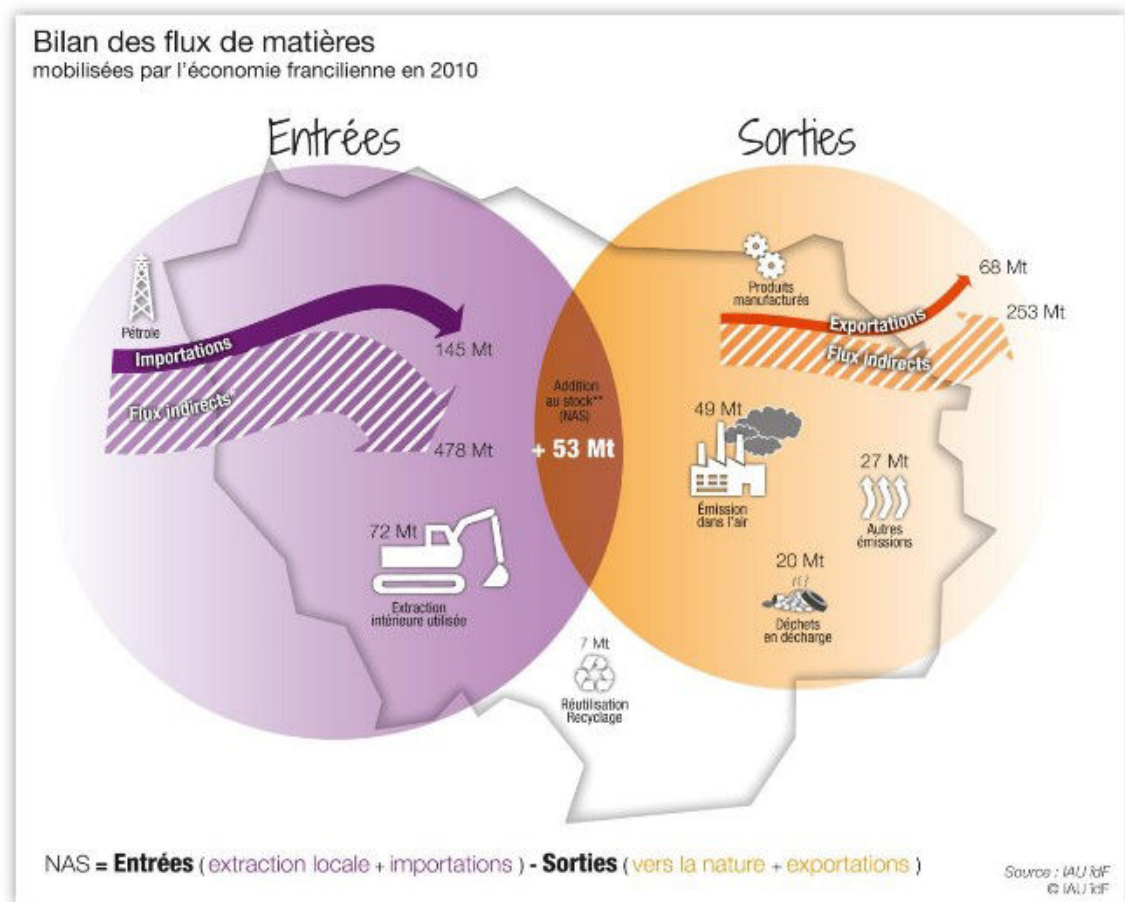 Bilan des flux de matières
mobilisées par l'économie francilienne en 2010
Entrées
Sorties
Pétrole
Importations
145 Mt
Flux indirects
478 Mt
72 Mt
Extraction
intérieure utilisée
Addition
au stock**
(NAS)
+ 53 Mt
7 Mt
Réutilisation
Recyclage
Produits
manufacturés
68 Mt
Exportations
253 Mt
Flux indirects
49 Mt
Émission
dans l'air
27 Mt
Autres
émissions
20 Mt
Déchets
en décharge
NAS = Entrées ( extraction locale + importations ) - Sorties ( vers la nature + exportations )
Source : IAU îdF
© IAU îdF